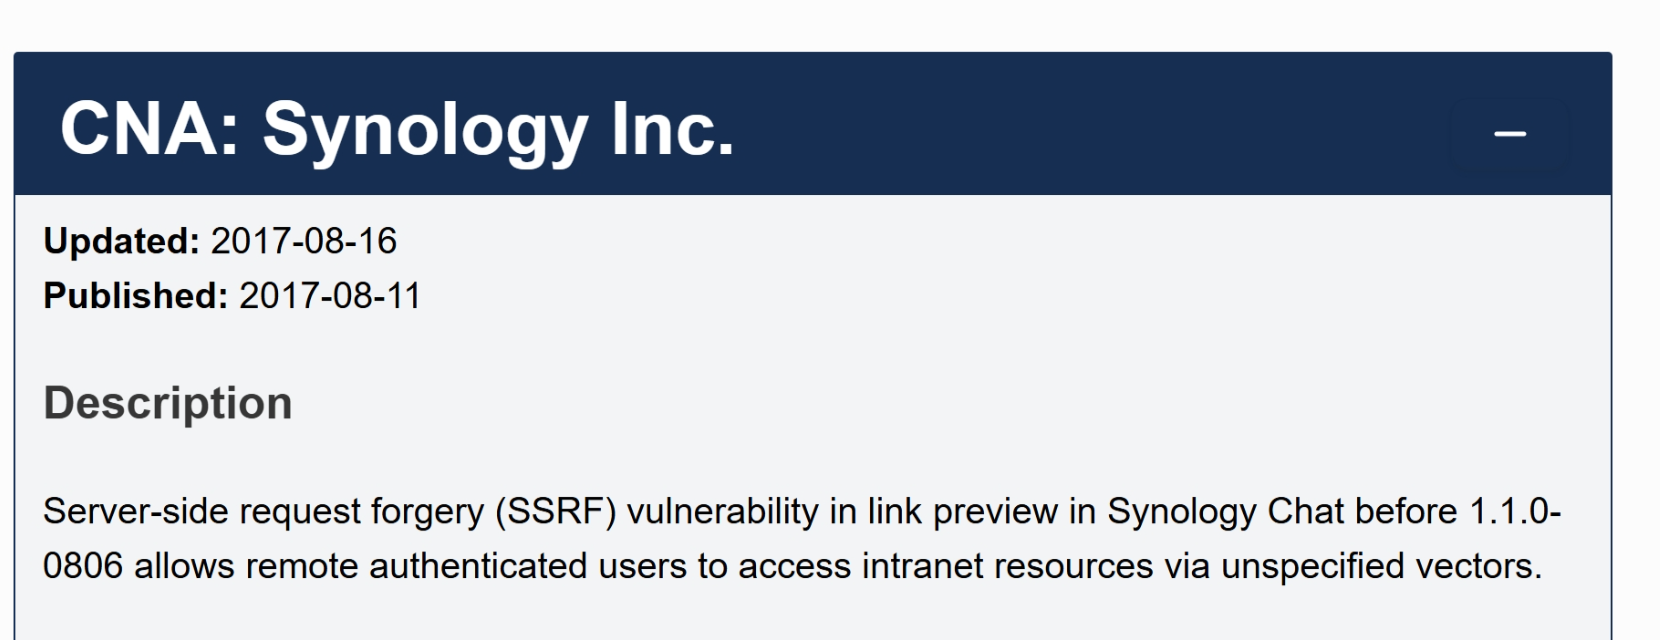 CNA: Synology Inc.
Updated: 2017-08-16
Published: 2017-08-11
Description
Server-side request forgery (SSRF) vulnerability in link preview in Synology Chat before 1.1.0-
0806 allows remote authenticated users to access intranet resources via unspecified vectors.